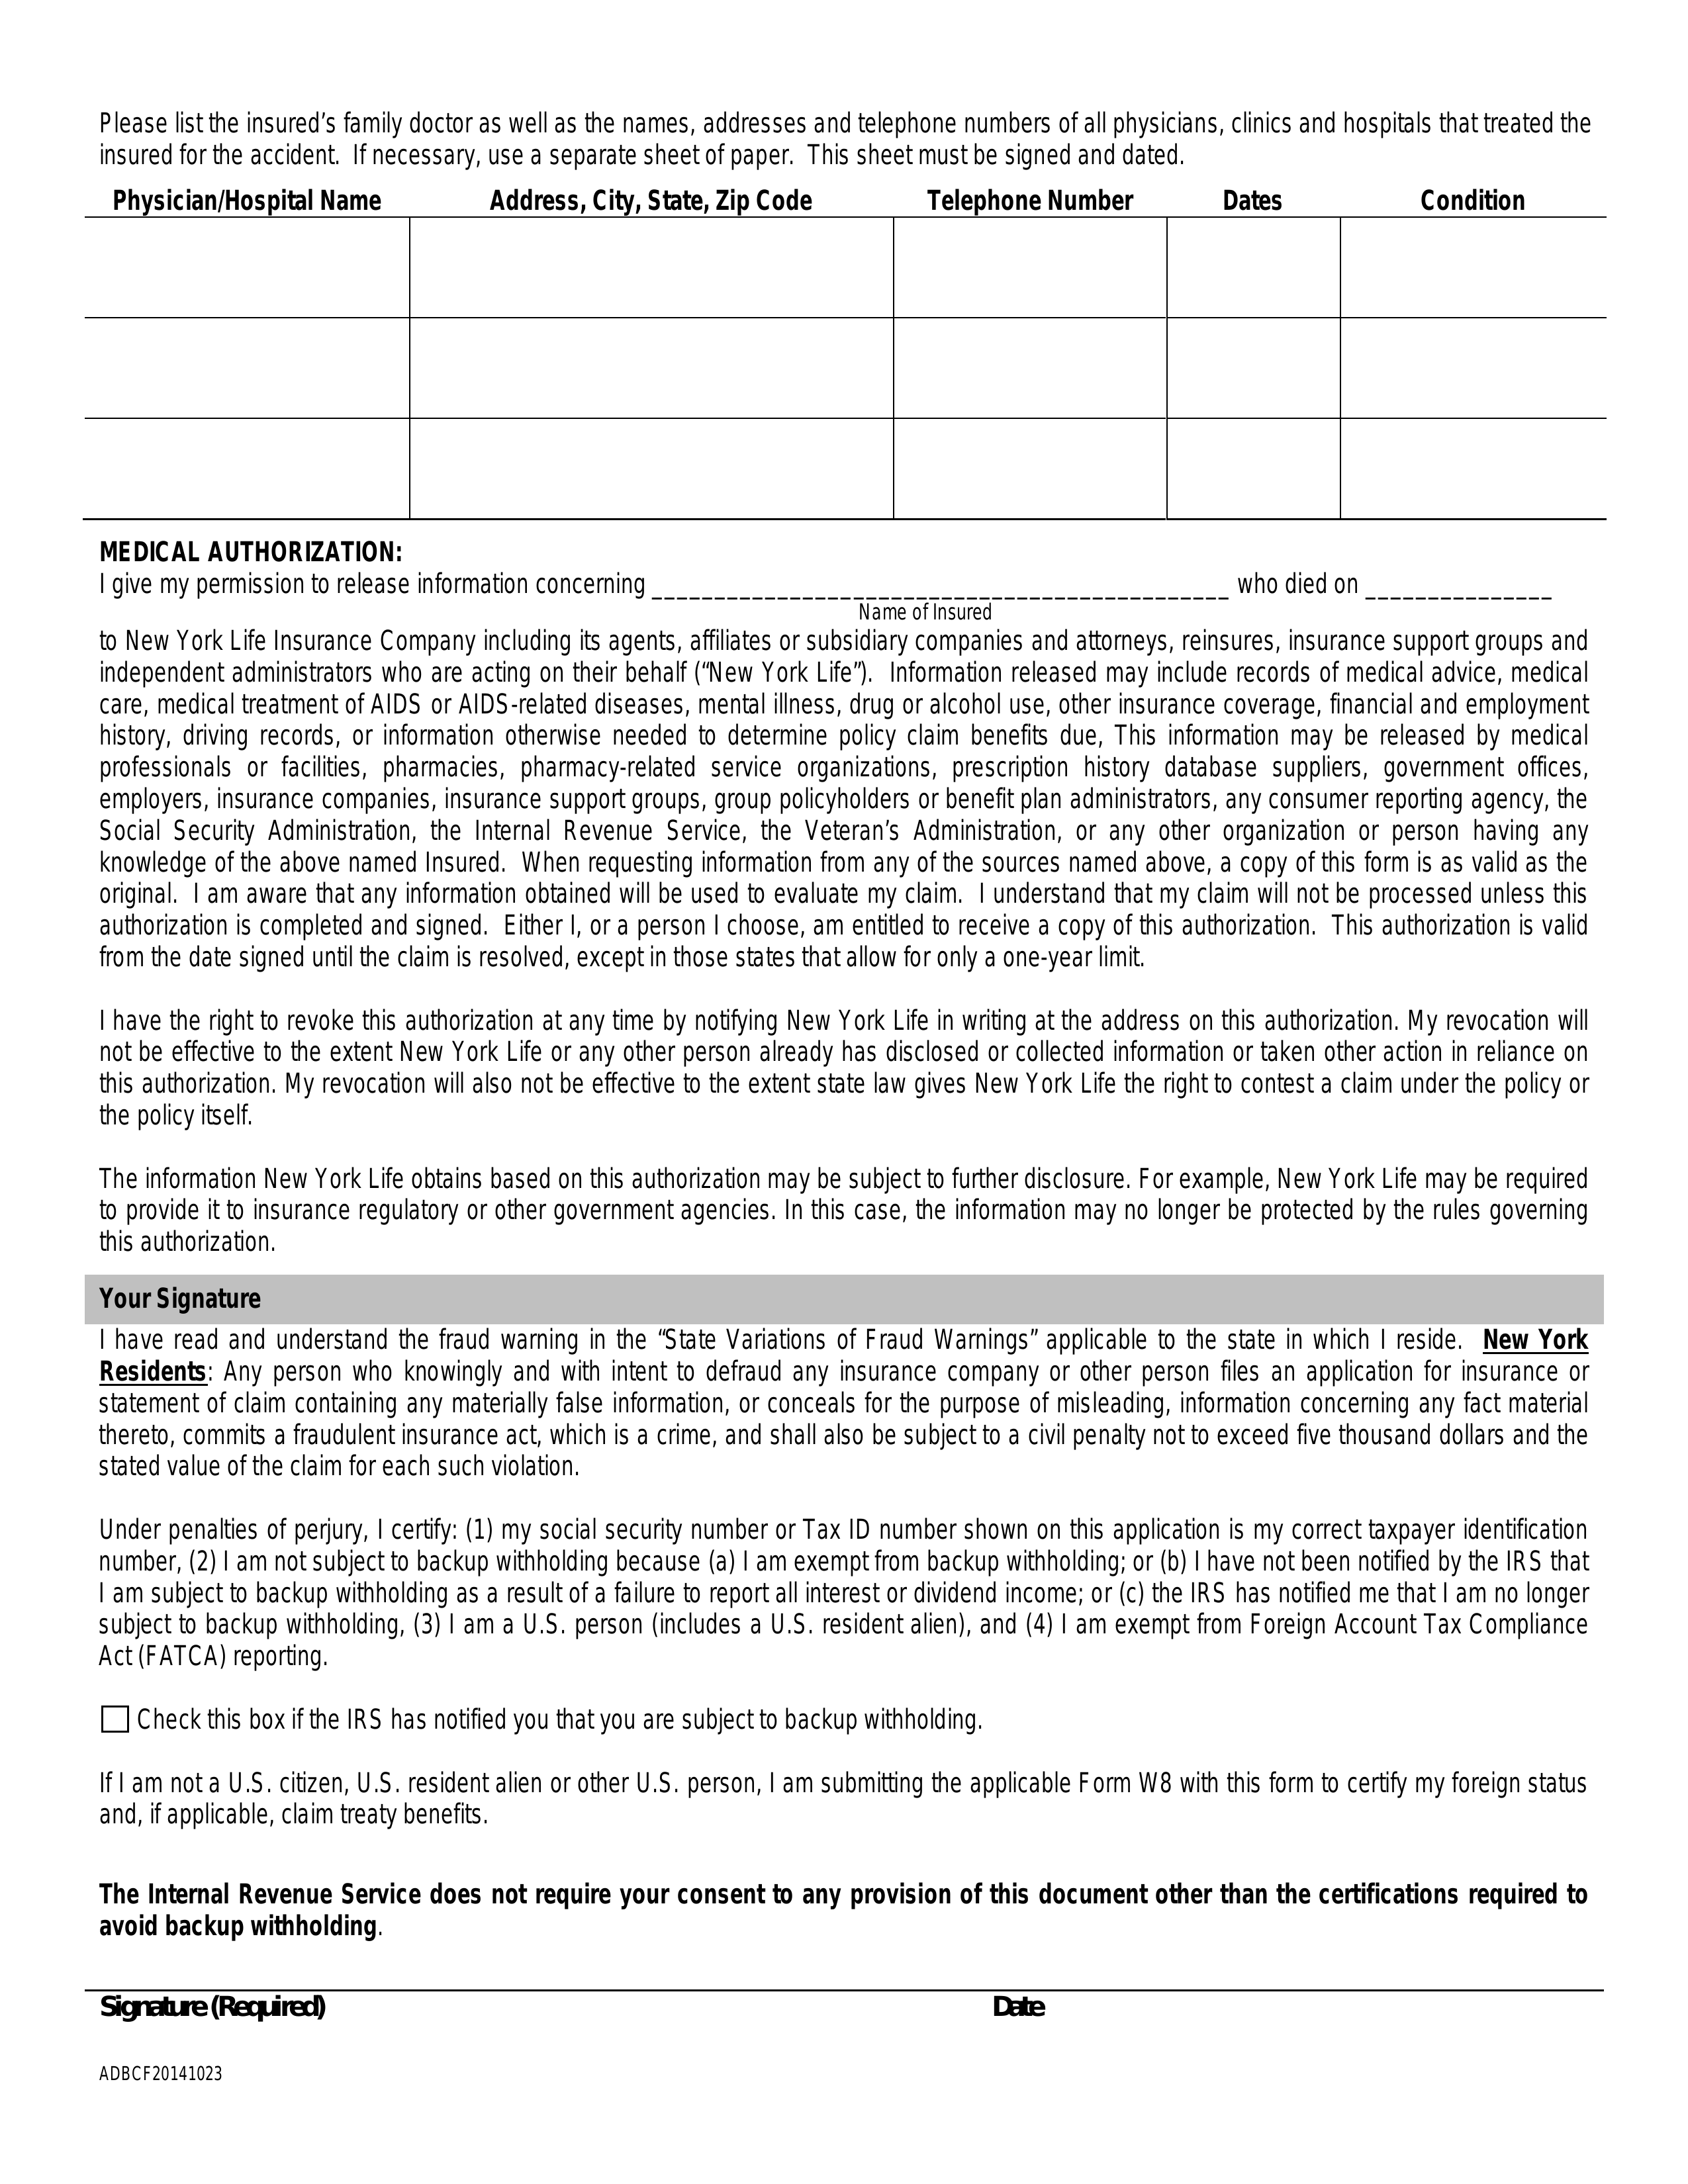 Please list the insured’s family doctor as well as the names, addresses and telephone numbers of all physicians, clinics and hospitals that treated the
insured for the accident.  If necessary, use a separate sheet of paper.  This sheet must be signed and dated.
Physician/Hospital Name Address, City, State, Zip Code Telephone Number Dates Condition
MEDICAL AUTHORIZATION:
I give my permission to release information concerning ______________________________________________ who died on _______________
Name of Insured
to New York Life Insurance Company including its agents, affiliates or subsidiary companies and attorneys, reinsures, insurance support groups and
independent administrators who are acting on their behalf (“New York Life”).  Information released may include records of medical advice, medical
care, medical treatment of AIDS or AIDS-related diseases, mental illness, drug or alcohol use, other insurance coverage, financial and employment
history, driving records, or information otherwise needed to determine policy claim benefits due, This information may be released by medical
professionals or facilities, pharmacies, pharmacy-related service organizations, prescription history database suppliers, government offices,
employers, insurance companies, insurance support groups, group policyholders or benefit plan administrators, any consumer reporting agency, the
Social Security Administration, the Internal Revenue Service, the Veteran’s Administration, or any other organization or person having any
knowledge of the above named Insured.  When requesting information from any of the sources named above, a copy of this form is as valid as the
original.  I am aware that any information obtained will be used to evaluate my claim.  I understand that my claim will not be processed unless this
authorization is completed and signed.  Either I, or a person I choose, am entitled to receive a copy of this authorization.  This authorization is valid
from the date signed until the claim is resolved, except in those states that allow for only a one-year limit.
I have the right to revoke this authorization at any time by notifying New York Life in writing at the address on this authorization. My revocation will
not be effective to the extent New York Life or any other person already has disclosed or collected information or taken other action in reliance on
this authorization. My revocation will also not be effective to the extent state law gives New York Life the right to contest a claim under the policy or
the policy itself.
The information New York Life obtains based on this authorization may be subject to further disclosure. For example, New York Life may be required
to provide it to insurance regulatory or other government agencies. In this case, the information may no longer be protected by the rules governing
this authorization.
Your Signature
I have read and understand the fraud warning in the “State Variations of Fraud Warnings” applicable to the state in which I reside.  New York
Residents: Any person who knowingly and with intent to defraud any insurance company or other person files an application for insurance or
statement of claim containing any materially false information, or conceals for the purpose of misleading, information concerning any fact material
thereto, commits a fraudulent insurance act, which is a crime, and shall also be subject to a civil penalty not to exceed five thousand dollars and the
stated value of the claim for each such violation.
Under penalties of perjury, I certify: (1) my social security number or Tax ID number shown on this application is my correct taxpayer identification
number, (2) I am not subject to backup withholding because (a) I am exempt from backup withholding; or (b) I have not been notified by the IRS that
I am subject to backup withholding as a result of a failure to report all interest or dividend income; or (c) the IRS has notified me that I am no longer
subject to backup withholding, (3) I am a U.S. person (includes a U.S. resident alien), and (4) I am exempt from Foreign Account Tax Compliance
Act (FATCA) reporting.
Check this box if the IRS has notified you that you are subject to backup withholding.
If I am not a U.S. citizen, U.S. resident alien or other U.S. person, I am submitting the applicable Form W8 with this form to certify my foreign status
and, if applicable, claim treaty benefits.
The Internal Revenue Service does not require your consent to any provision of this document other than the certifications required to
avoid backup withholding.
Signature (Required) Date
ADBCF20141023